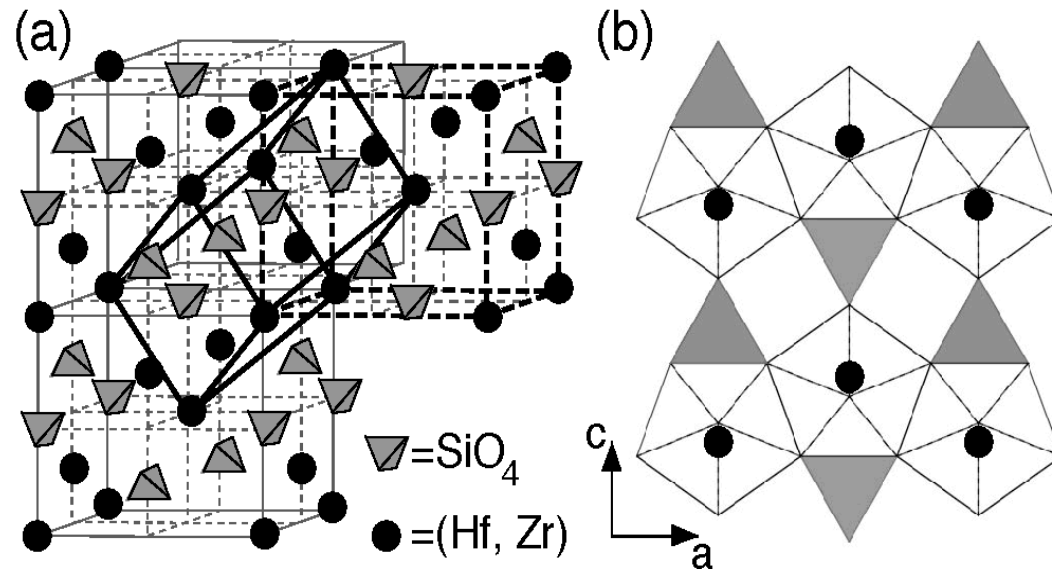 (a)
(b)
=SiO₄
=(Hf, Zr)
c
a